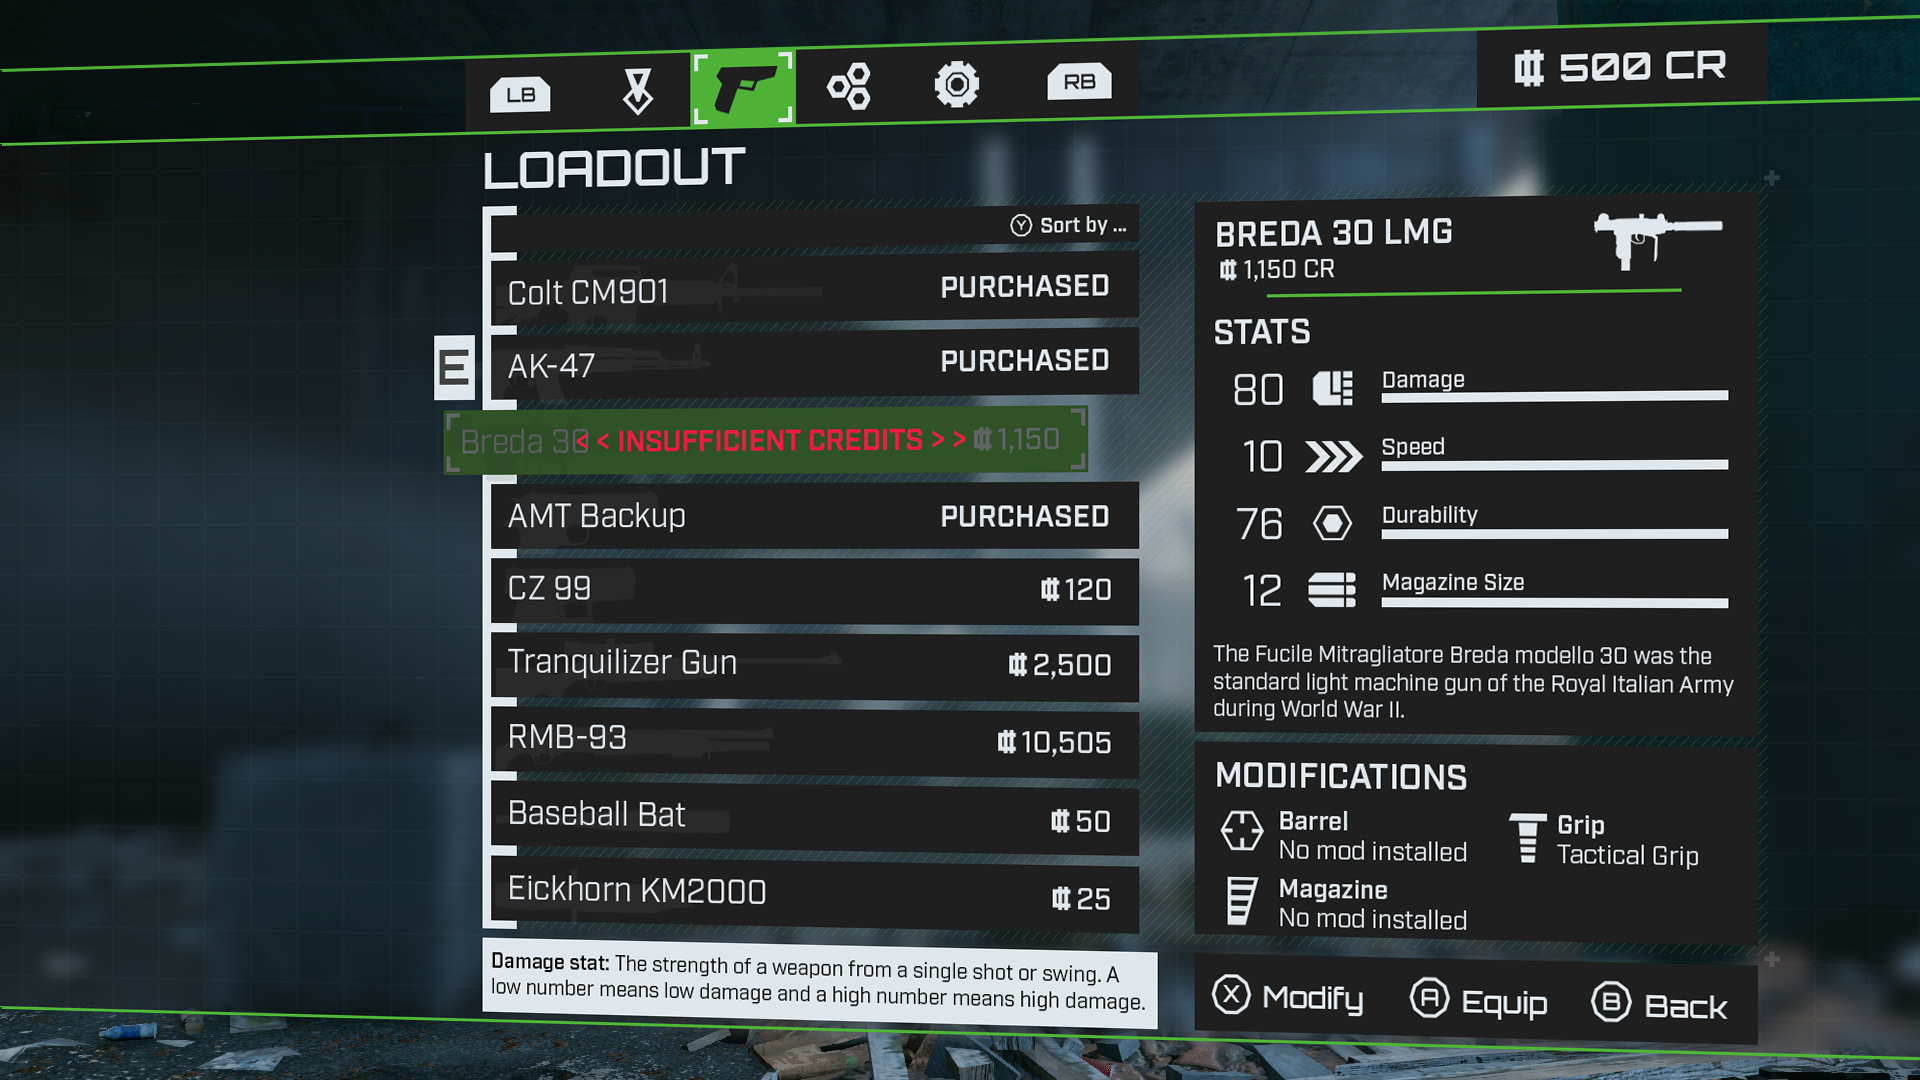 LB
RB
500 CR
LOADOUT
Y Sort by ...
Colt CM901 PURCHASED
E
AK-47 PURCHASED
Breda 30 < < INSUFFICIENT CREDITS > > 1,150
AMT Backup PURCHASED
CZ 99 120
Tranquilizer Gun 2,500
RMB-93 10,505
Baseball Bat 50
Eickhorn KM2000 25
Damage stat: The strength of a weapon from a single shot or swing. A
low number means low damage and a high number means high damage.
BREDA 30 LMG
1,150 CR
STATS
80 Damage
10 Speed
76 Durability
12 Magazine Size
The Fucile Mitragliatore Breda modello 30 was the
standard light machine gun of the Royal Italian Army
during World War II.
MODIFICATIONS
Barrel
No mod installed
Grip
Tactical Grip
Magazine
No mod installed
X Modify A Equip B Back